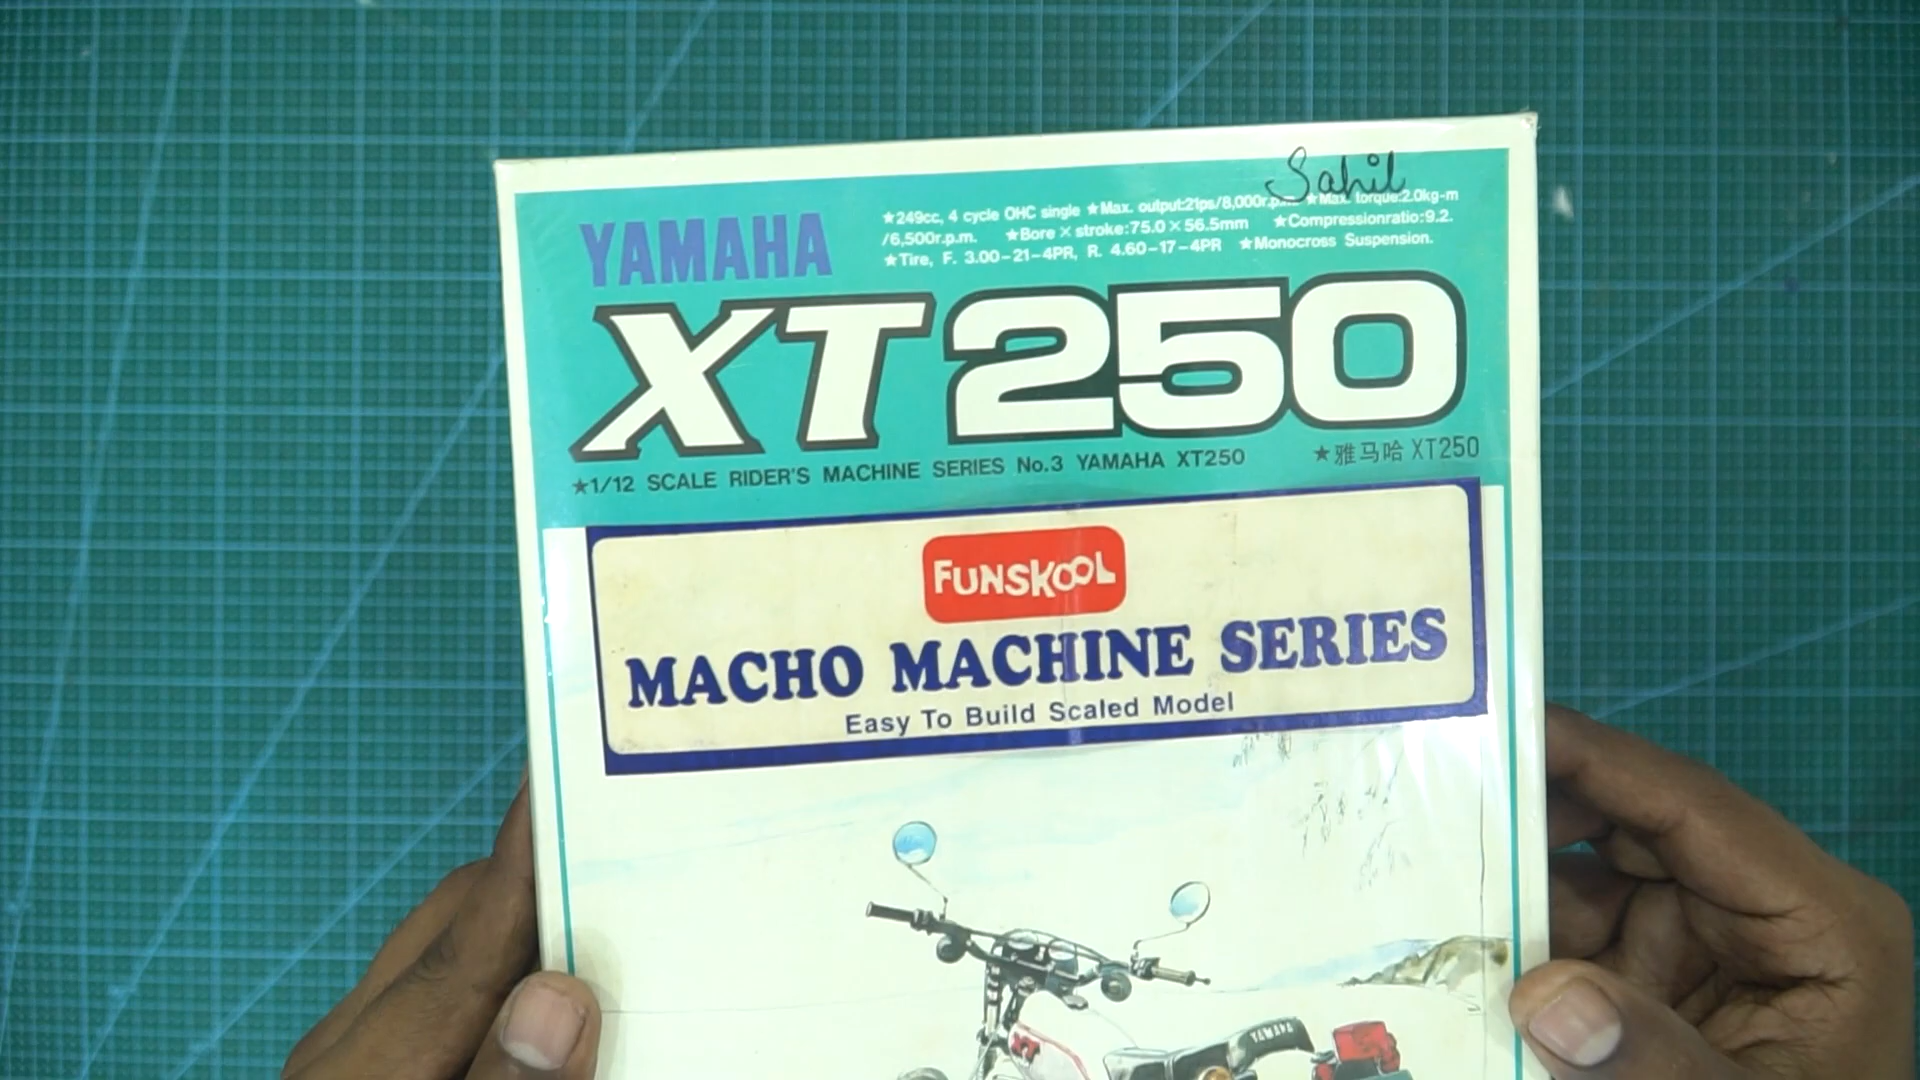 Sahil
YAMAHA
★249cc, 4 cycle OHC single ★Max. output:21ps/8,000r.p.m. ★Max. torque:2.0kg-m
/6,500r.p.m. ★Bore×stroke:75.0×56.5mm ★Compressionratio:9.2.
★Tire, F. 3.00-21-4PR, R. 4.60-17-4PR ★Monocross Suspension.
XT250
★1/12 SCALE RIDER'S MACHINE SERIES No.3 YAMAHA XT250 ★雅马哈 XT250
FUNSKOOL
MACHO MACHINE SERIES
Easy To Build Scaled Model
XT
YAMAHA